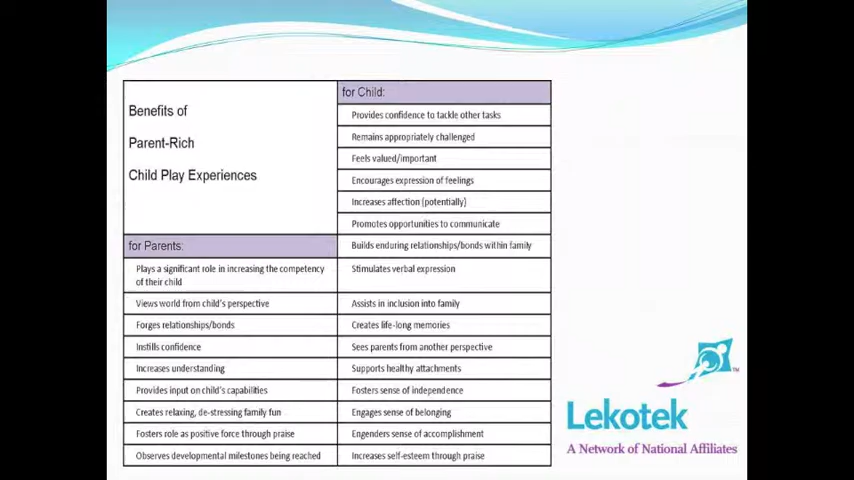 Benefits of
Parent-Rich
Child Play Experiences
for Child:
Provides confidence to tackle other tasks
Remains appropriately challenged
Feels valued/important
Encourages expression of feelings
Increases affection (potentially)
Promotes opportunities to communicate
Builds enduring relationships/bonds within family
Stimulates verbal expression
Assists in inclusion into family
Creates life-long memories
Sees parents from another perspective
Supports healthy attachments
Fosters sense of independence
Engages sense of belonging
Engenders sense of accomplishment
Increases self-esteem through praise
for Parents:
Plays a significant role in increasing the competency
of their child
Views world from child's perspective
Forges relationships/bonds
Instills confidence
Increases understanding
Provides input on child's capabilities
Creates relaxing, de-stressing family fun
Fosters role as positive force through praise
Observes developmental milestones being reached
TM
Lekotek
A Network of National Affiliates